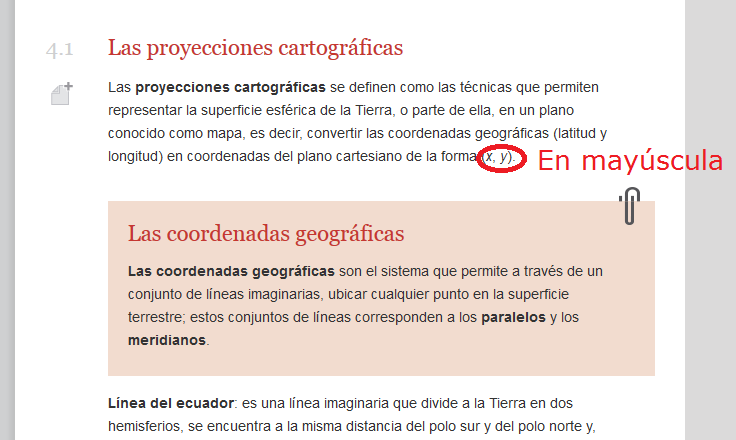 4.1 Las proyecciones cartográficas
Las proyecciones cartográficas se definen como las técnicas que permiten
representar la superficie esférica de la Tierra, o parte de ella, en un plano
conocido como mapa, es decir, convertir las coordenadas geográficas (latitud y
longitud) en coordenadas del plano cartesiano de la forma (x, y). En mayúscula
Las coordenadas geográficas
Las coordenadas geográficas son el sistema que permite a través de un
conjunto de líneas imaginarias, ubicar cualquier punto en la superficie
terrestre; estos conjuntos de líneas corresponden a los paralelos y los
meridianos.
Línea del ecuador: es una línea imaginaria que divide a la Tierra en dos
hemisferios, se encuentra a la misma distancia del polo sur y del polo norte y,